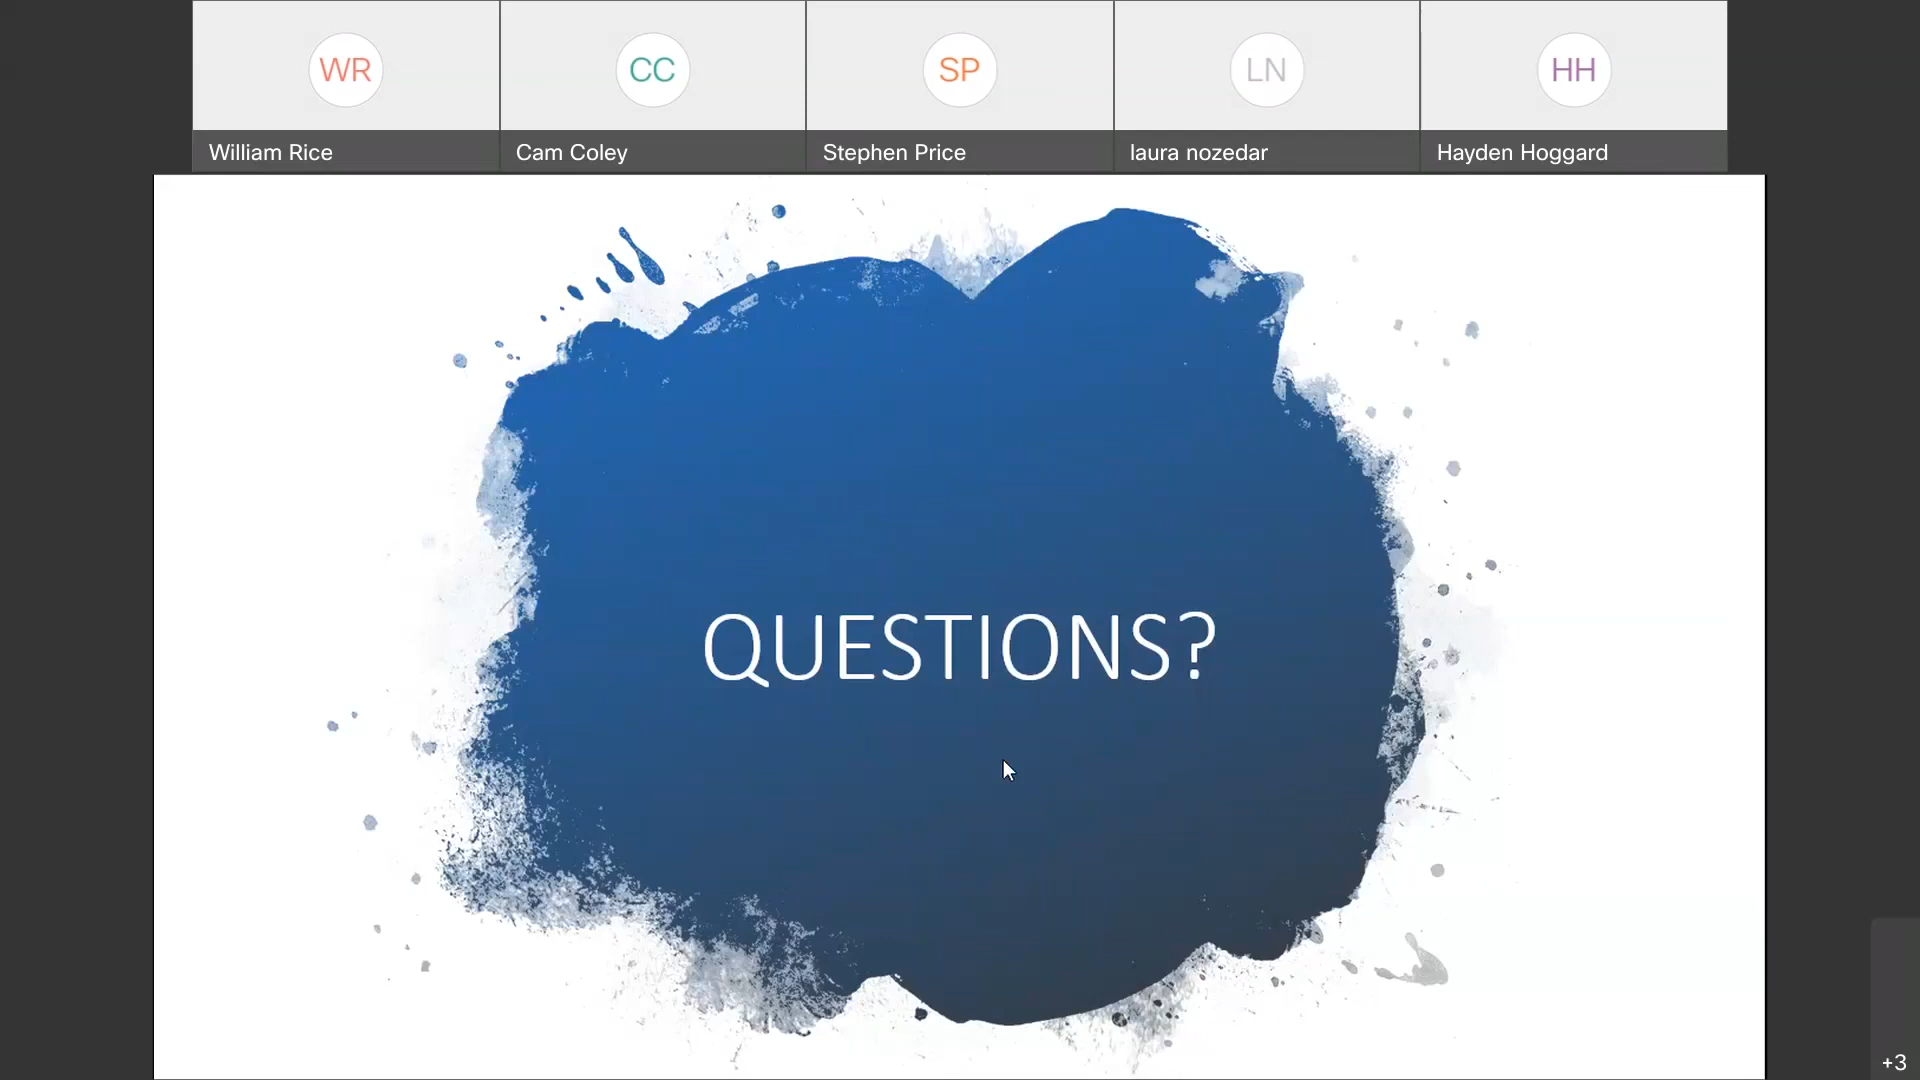 WR
CC
SP
LN
HH
William Rice
Cam Coley
Stephen Price
laura nozedar
Hayden Hoggard
QUESTIONS?
+3